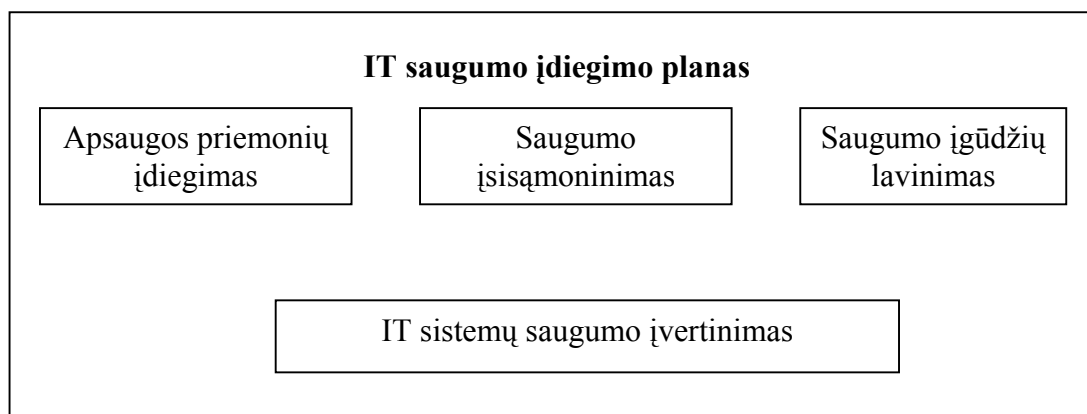 IT saugumo įdiegimo planas
Apsaugos priemonių
įdiegimas
Saugumo
įsisąmoninimas
Saugumo įgūdžių
lavinimas
IT sistemų saugumo įvertinimas